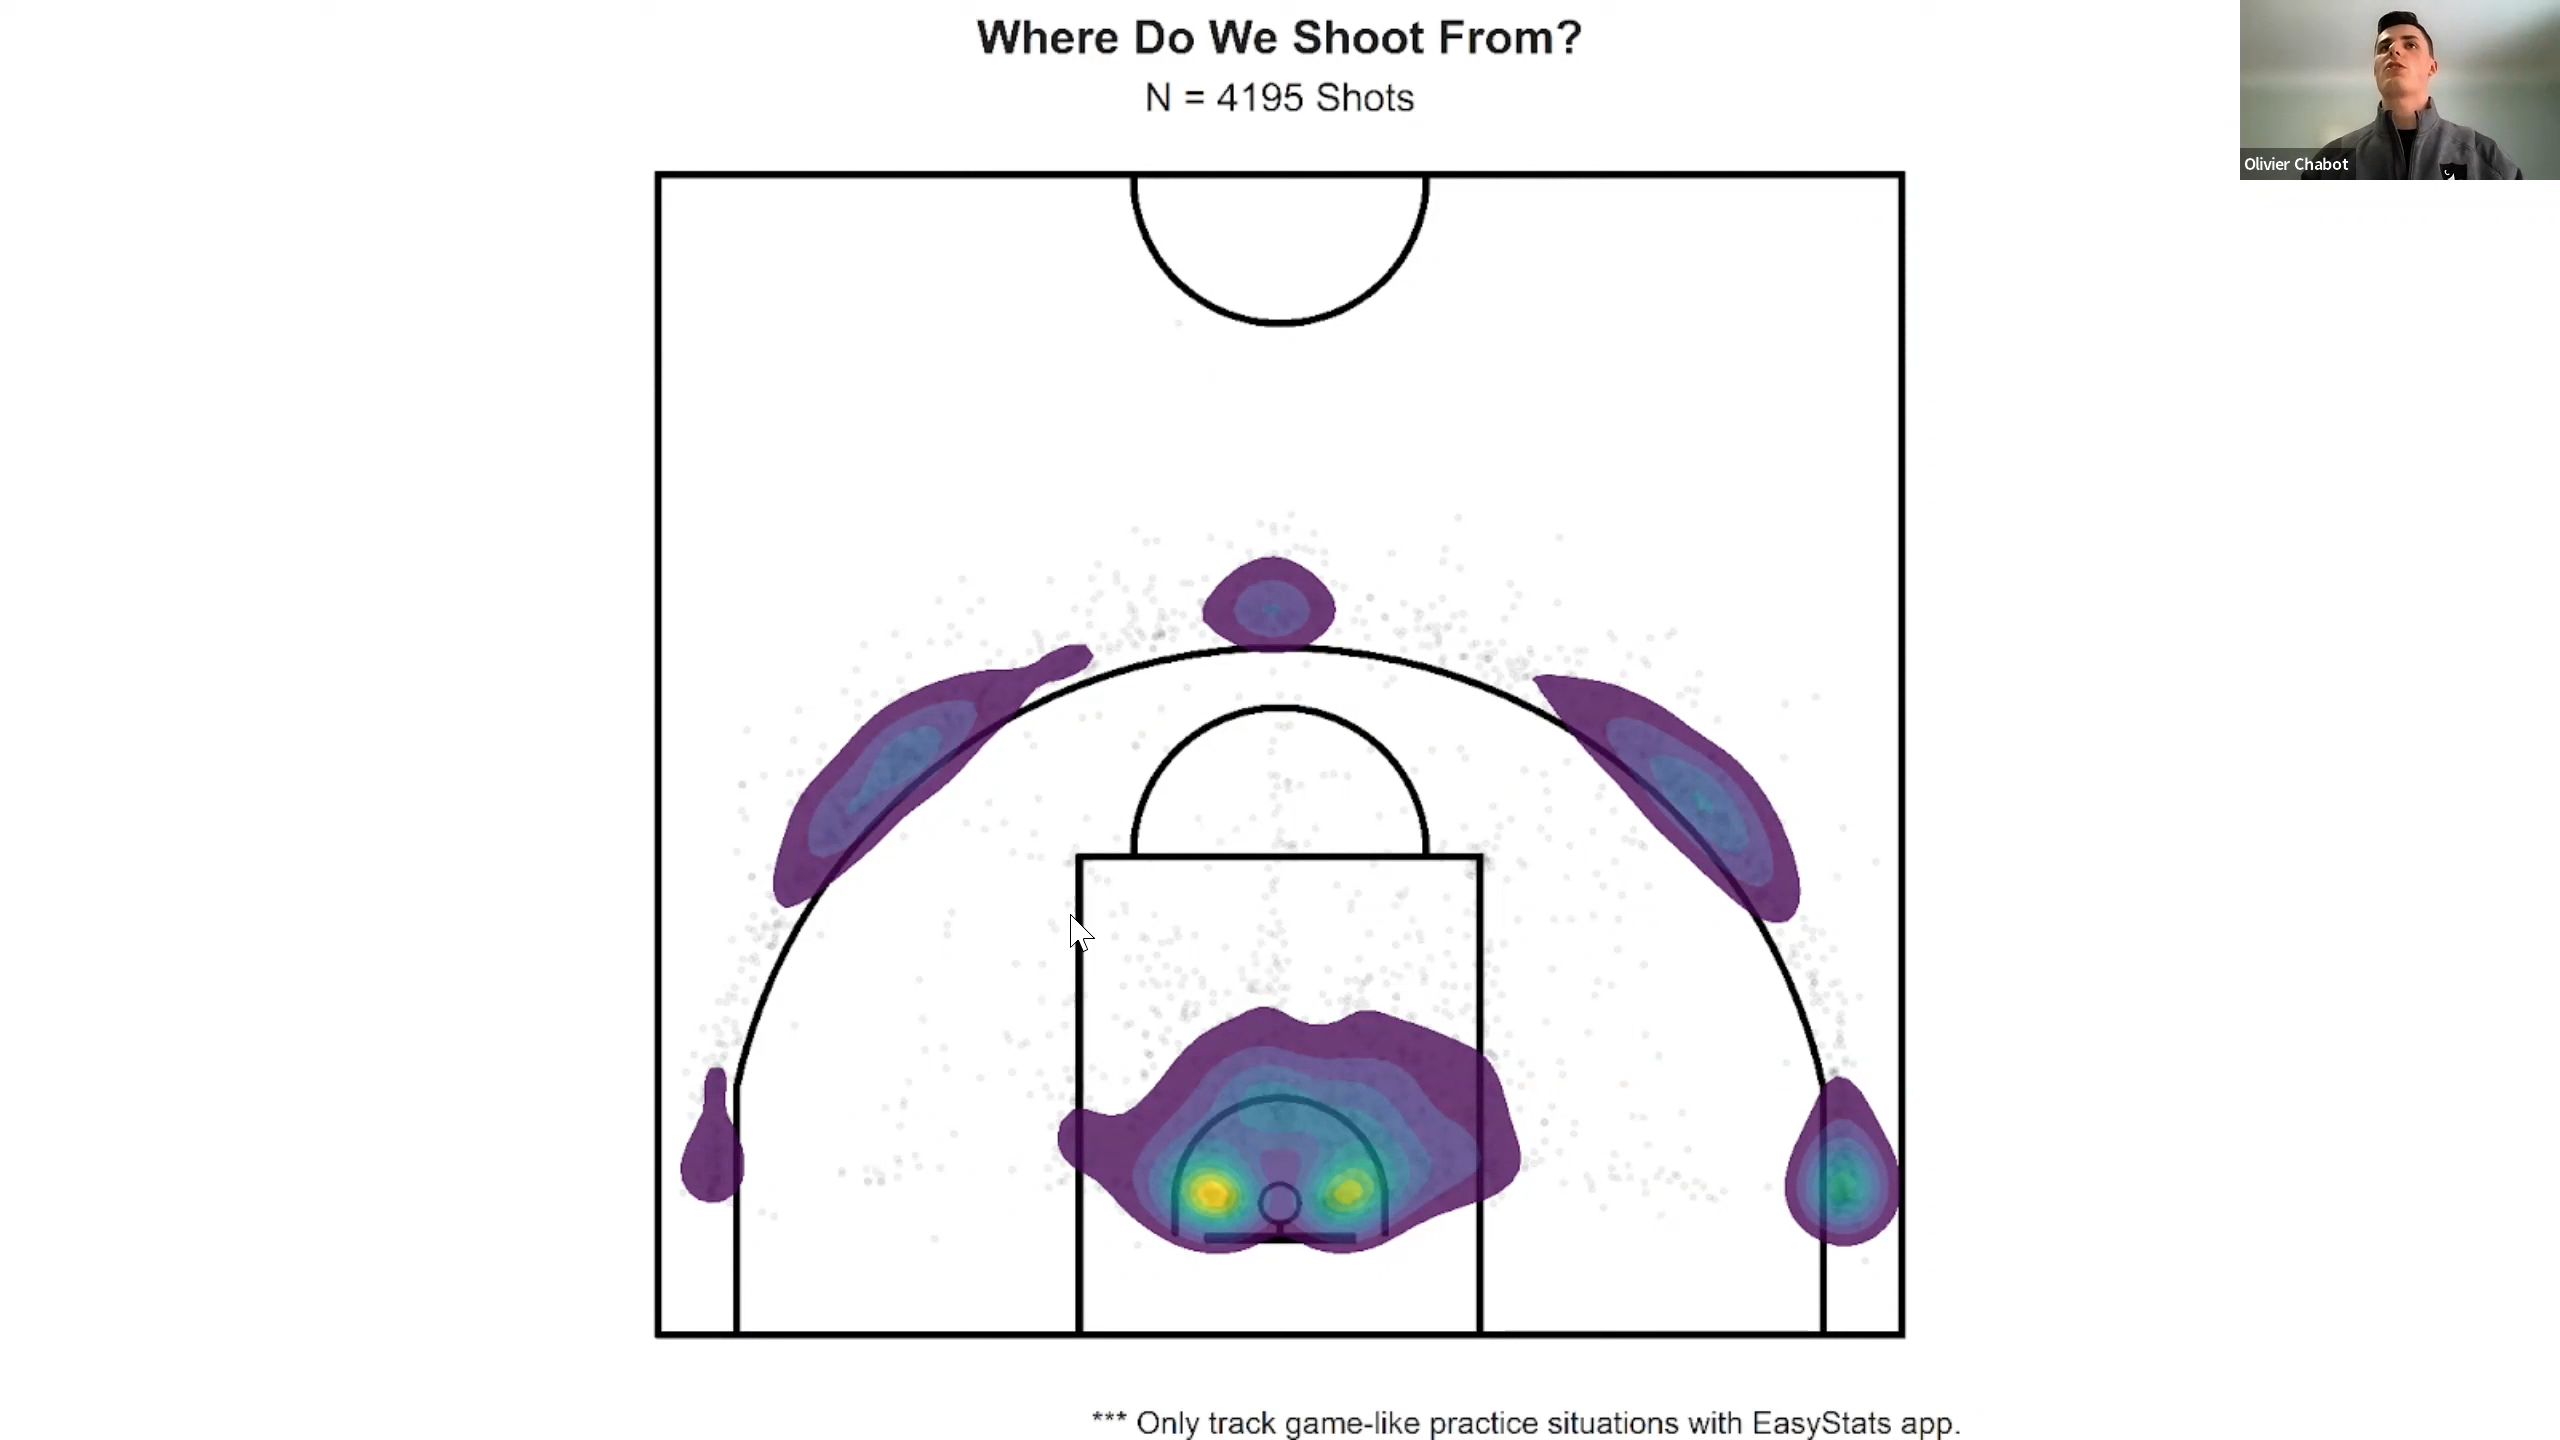 Where Do We Shoot From?
N = 4195 Shots
Olivier Chabot
*** Only track game-like practice situations with EasyStats app.